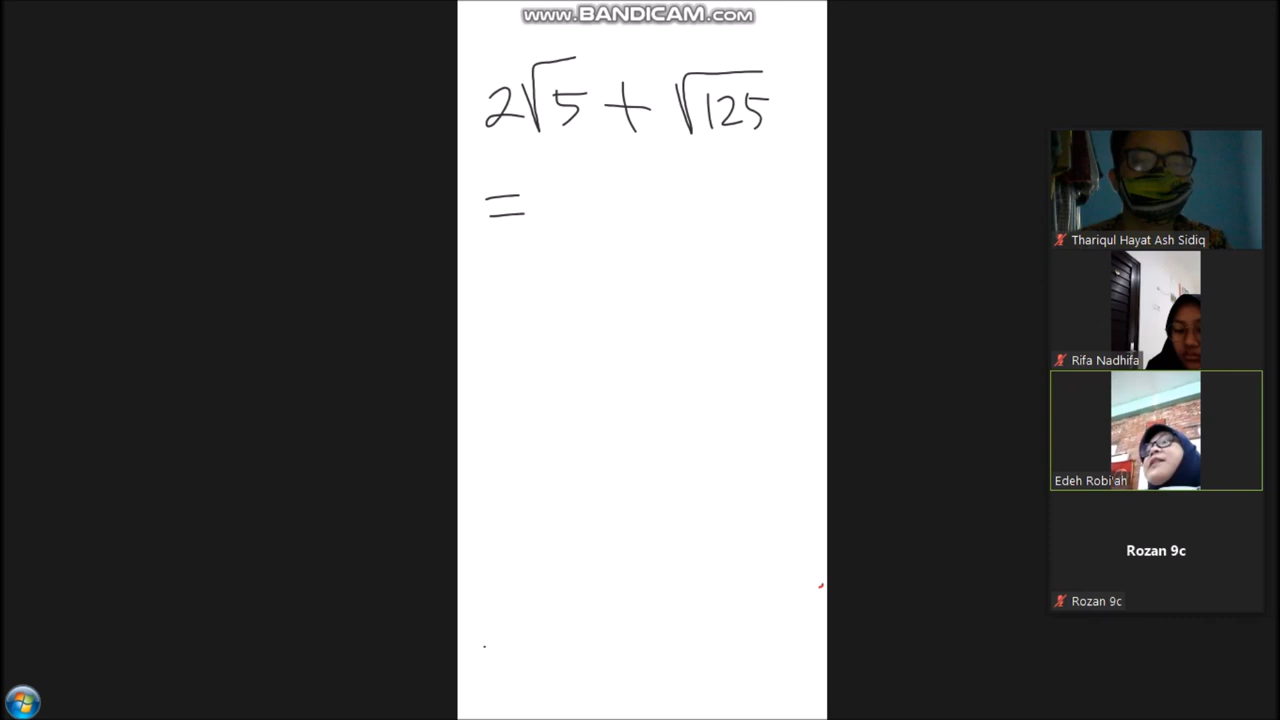 www.BANDICAM.com
2√5 + √125
=
Thariqul Hayat Ash Sidiq
Rifa Nadhifa
Edeh Robi'ah
Rozan 9c
Rozan 9c